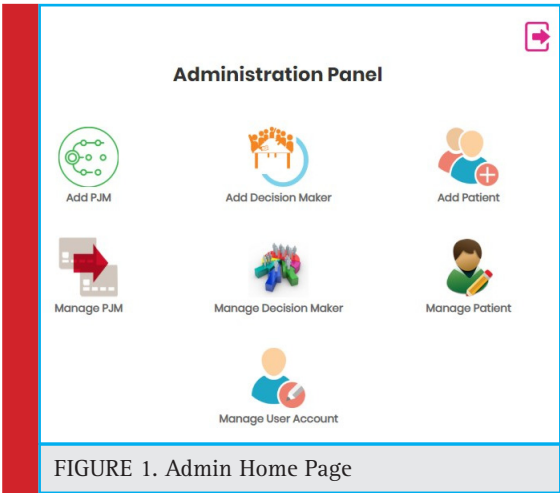 Administration Panel
Add PJM
Add Decision Maker
Add Patient
Manage PJM
Manage Decision Maker
Manage Patient
Manage User Account
FIGURE 1. Admin Home Page